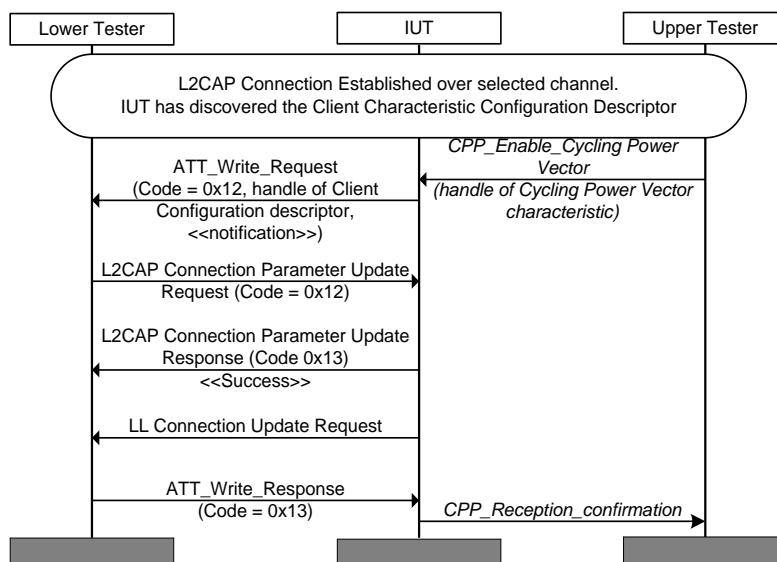 Lower Tester
IUT
Upper Tester
L2CAP Connection Established over selected channel.
IUT has discovered the Client Characteristic Configuration Descriptor
CPP_Enable_Cycling Power
Vector
(handle of Cycling Power Vector
characteristic)
ATT_Write_Request
(Code = 0x12, handle of Client
Configuration descriptor,
<<notification>>)
L2CAP Connection Parameter Update
Request (Code = 0x12)
L2CAP Connection Parameter Update
Response (Code 0x13)
<<Success>>
LL Connection Update Request
ATT_Write_Response
(Code = 0x13)
CPP_Reception_confirmation